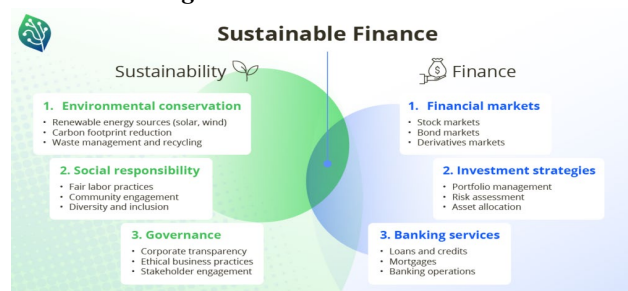 Sustainable Finance
Sustainability
1. Environmental conservation
• Renewable energy sources (solar, wind)
• Carbon footprint reduction
• Waste management and recycling
2. Social responsibility
• Fair labor practices
• Community engagement
• Diversity and inclusion
3. Governance
• Corporate transparency
• Ethical business practices
• Stakeholder engagement
$ Finance
1. Financial markets
• Stock markets
• Bond markets
• Derivatives markets
2. Investment strategies
• Portfolio management
• Risk assessment
• Asset allocation
3. Banking services
• Loans and credits
• Mortgages
• Banking operations